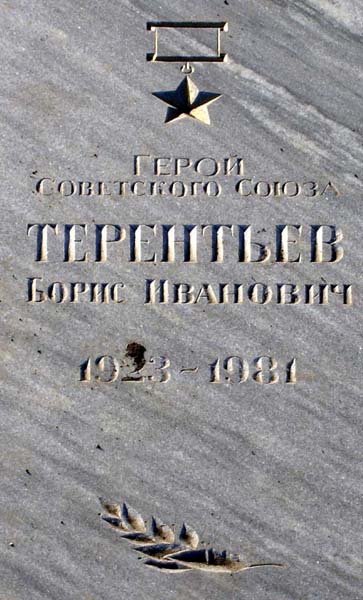 Герой
Советского Союза
ТЕРЕНТЬЕВ
Борис Иванович
1923-1981